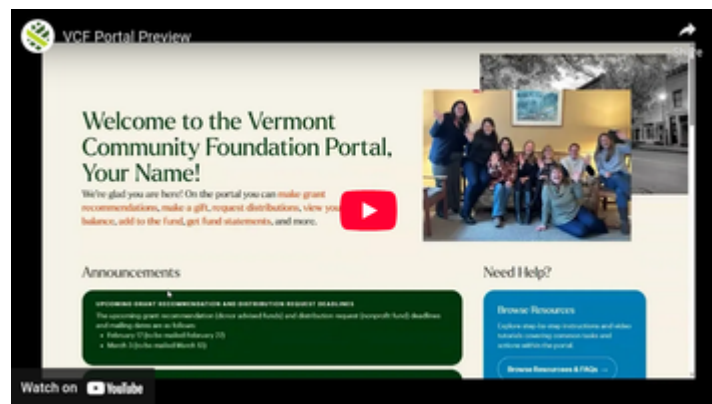 VCF Portal Preview
Share
Welcome to the Vermont
Community Foundation Portal,
Your Name!
We're glad you are here! On the portal you can make grant
recommendations, make a gift, request distributions, view your
balance, add to the fund, get fund statements, and more.
Announcements
UPCOMING GRANT RECOMMENDATION AND DISTRIBUTION REQUEST DEADLINES
The upcoming grant recommendation (donor advised funds) and distribution request (nonprofit fund) deadlines
and mailing dates are as follows:
February 17 (to be mailed February 27)
March 3 (to be mailed March 13)
Need Help?
Browse Resources
Explore step-by-step instructions and video
tutorials covering common tasks and
actions within the portal.
Browse Resources & FAQs →
Watch on YouTube